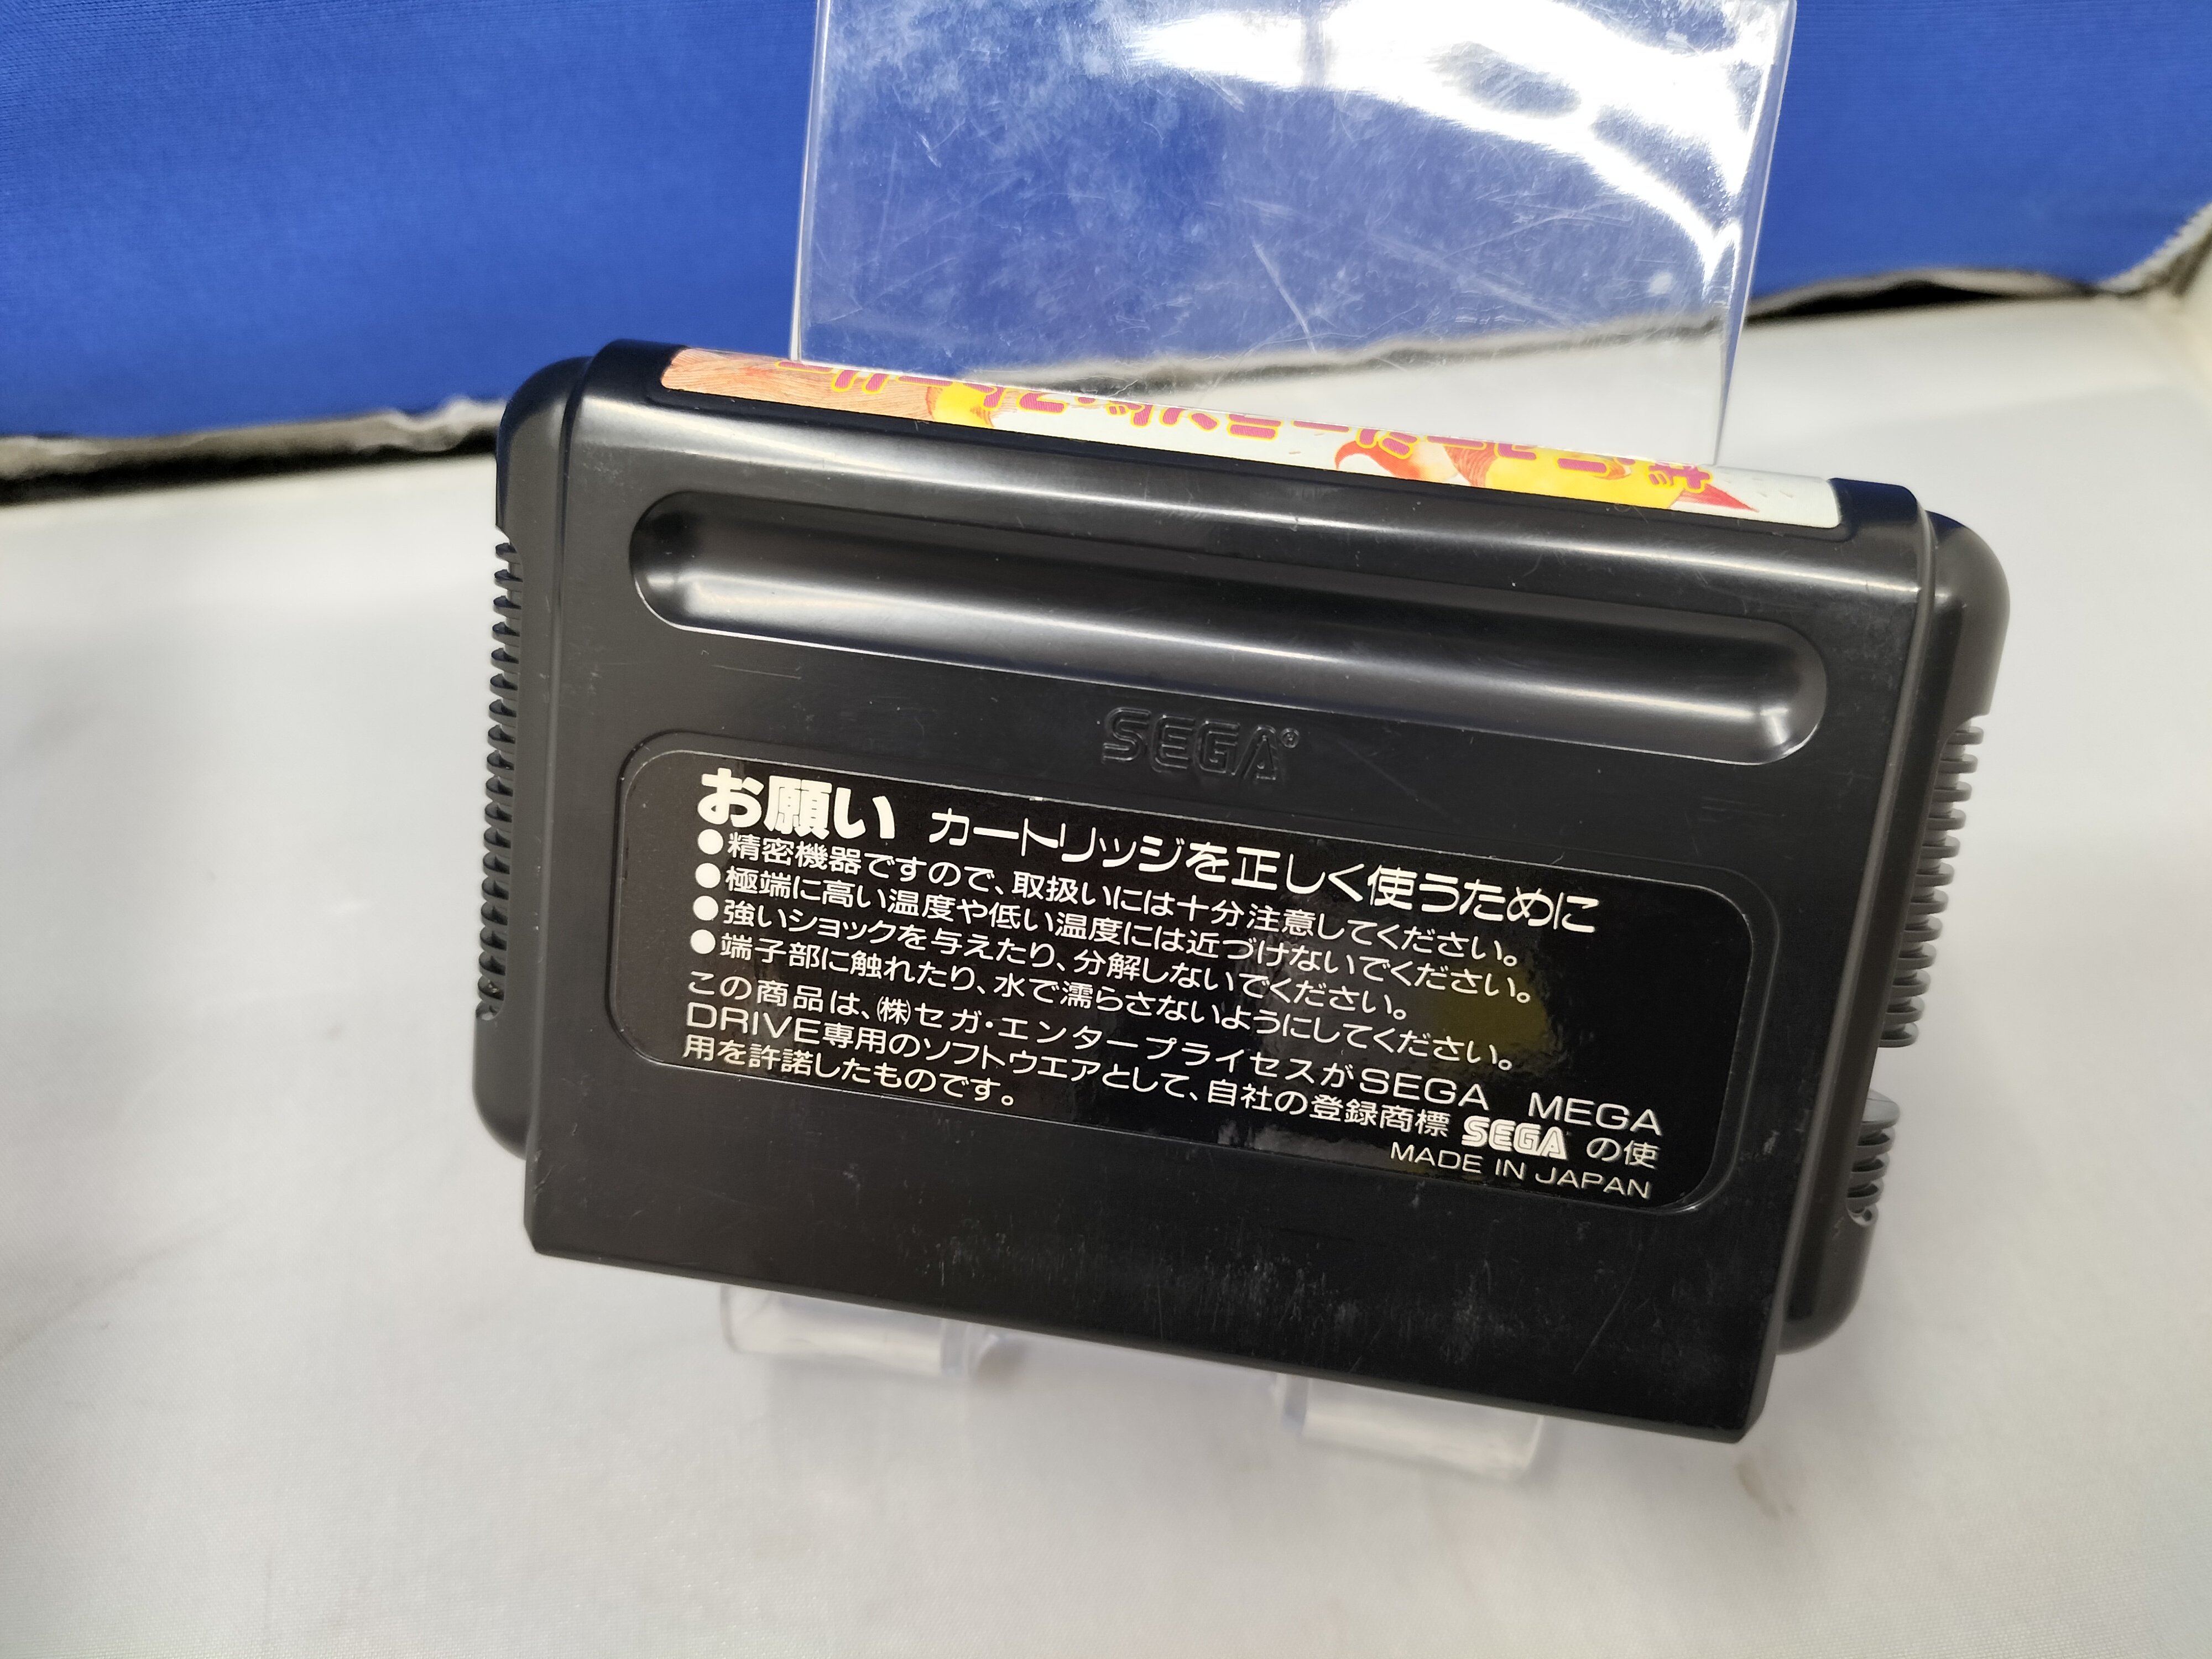 SEGA®
お願い カートリッジを正しく使うために
●精密機器ですので、取扱いには十分注意してください。
●極端に高い温度や低い温度には近づけないでください。
●強いショックを与えたり、分解しないでください。
●端子部に触れたり、水で濡らさないようにしてください。
この商品は、㈱セガ・エンタープライセスがSEGA MEGA
DRIVE専用のソフトウエアとして、自社の登録商標 SEGA の使
用を許諾したものです。
MADE IN JAPAN